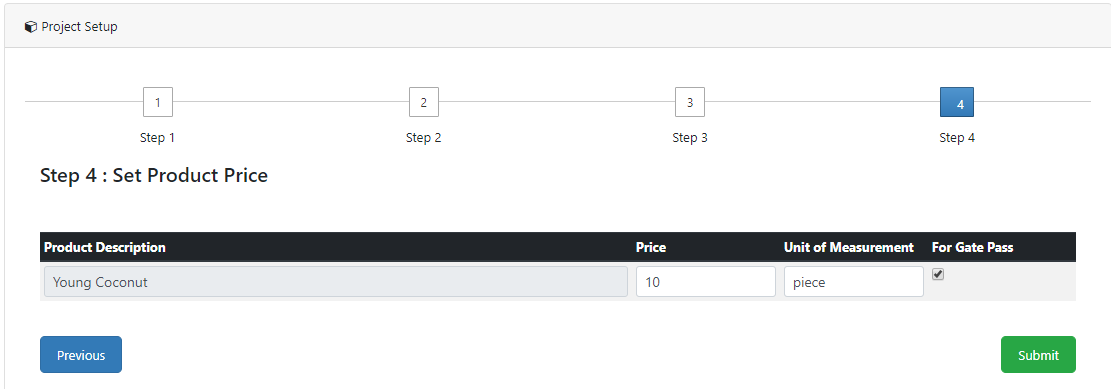 Project Setup
1 2 3 4
Step 1 Step 2 Step 3 Step 4
Step 4 : Set Product Price
Product Description Price Unit of Measurement For Gate Pass
Young Coconut 10 piece
Previous Submit